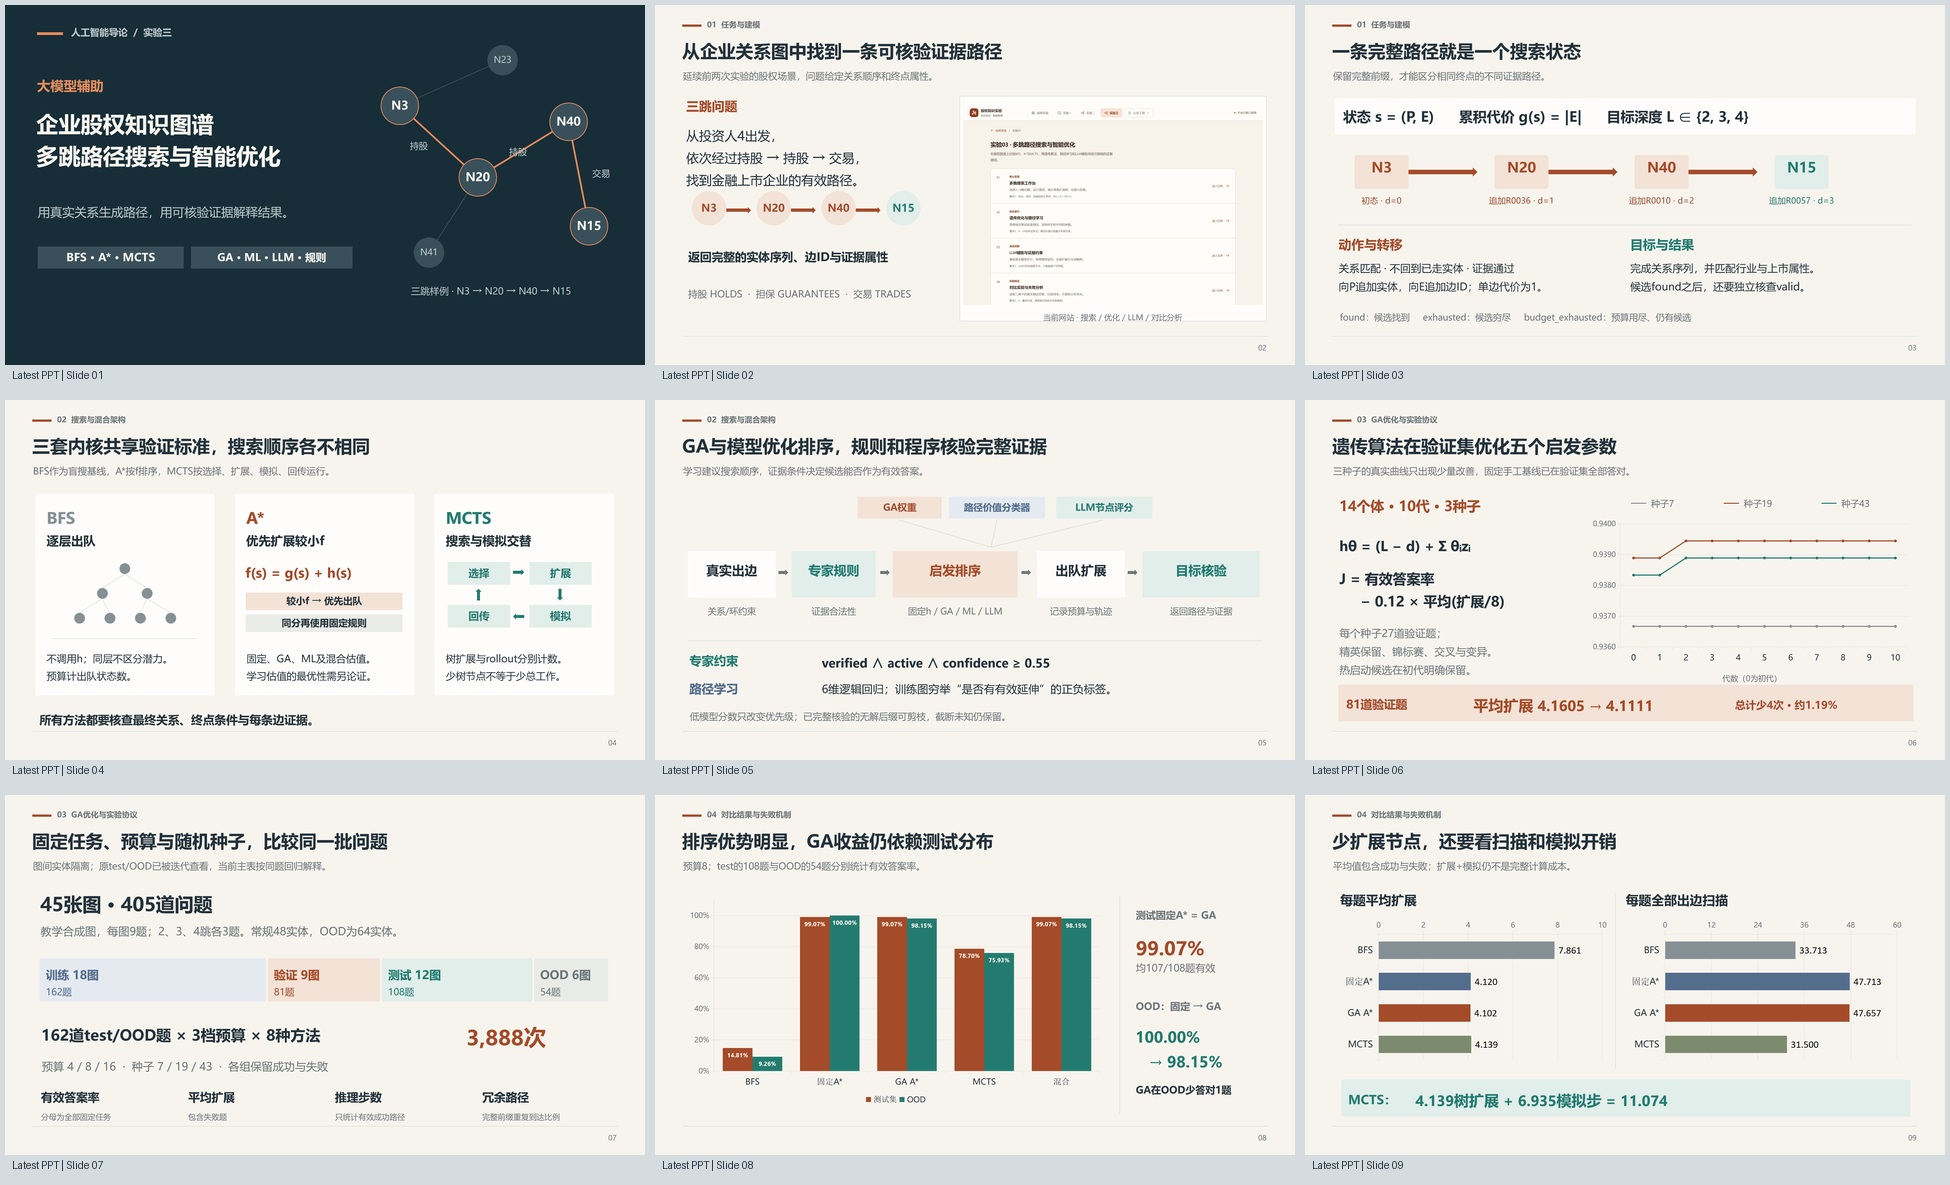 人工智能导论 / 实验三
大模型辅助
企业股权知识图谱
多跳路径搜索与智能优化
用真实关系生成路径，用可核验证据解释结果。
BFS • A* • MCTS
GA • ML • LLM • 规则
N23
N3
N40
持股
持股
N20
交易
N15
N41
三跳样例 · N3 → N20 → N40 → N15
Latest PPT | Slide 01
01 任务与建模
从企业关系图中找到一条可核验证据路径
延续前两次实验的股权场景，问题给定关系顺序和终点属性。
三跳问题
从投资人4出发，
依次经过持股 → 持股 → 交易，
找到金融上市企业的有效路径。
N3
N20
N40
N15
返回完整的实体序列、边ID与证据属性
持股 HOLDS · 担保 GUARANTEES · 交易 TRADES
实验03 · 多跳路径搜索与智能优化
当前网站 · 搜索 / 优化 / LLM / 对比分析
02
Latest PPT | Slide 02
01 任务与建模
一条完整路径就是一个搜索状态
保留完整前缀，才能区分相同终点的不同证据路径。
状态 s = (P, E) 累积代价 g(s) = |E| 目标深度 L ∈ {2, 3, 4}
N3
N20
N40
N15
初态 · d=0
追加R0036 · d=1
追加R0010 · d=2
追加R0057 · d=3
动作与转移
关系匹配 · 不回到已走实体 · 证据通过
向P追加实体，向E追加边ID；单边代价为1。
目标与结果
完成关系序列，并匹配行业与上市属性。
候选found之后，还要独立核查valid。
found：候选找到 exhausted：候选穷尽 budget_exhausted：预算用尽、仍有候选
03
Latest PPT | Slide 03
02 搜索与混合架构
三套内核共享验证标准，搜索顺序各不相同
BFS作为盲搜基线，A*按f排序，MCTS按选择、扩展、模拟、回传运行。
BFS
逐层出队
不调用h；同层不区分潜力。
预算计出队状态数。
A*
优先扩展较小f
f(s) = g(s) + h(s)
较小f → 优先出队
同分再使用固定规则
固定、GA、ML及混合估值。
学习估值的最优性需另论证。
MCTS
搜索与模拟交替
选择
扩展
回传
模拟
树扩展与rollout分别计数。
少树节点不等于少总工作。
所有方法都要核查最终关系、终点条件与每条边证据。
04
Latest PPT | Slide 04
02 搜索与混合架构
GA与模型优化排序，规则和程序核验完整证据
学习建议搜索顺序，证据条件决定候选能否作为有效答案。
GA权重
路径价值分类器
LLM节点评分
真实出边
专家规则
启发排序
出队扩展
目标核验
关系/环约束
证据合法性
固定h / GA / ML / LLM
记录预算与轨迹
返回路径与证据
专家约束
verified ∧ active ∧ confidence ≥ 0.55
路径学习
6维逻辑回归；训练图穷举“是否有有效延伸”的正负标签。
低模型分数只改变优先级；已完整核验的无解后缀可剪枝，截断未知仍保留。
05
Latest PPT | Slide 05
03 GA优化与实验协议
遗传算法在验证集优化五个启发参数
三种子的真实曲线只出现少量改善，固定手工基线已在验证集全部答对。
14个体 • 10代 • 3种子
hθ = (L − d) + Σ θⱼzⱼ
J = 有效答案率
− 0.12 × 平均(扩展/8)
每个种子27道验证题；
精英保留、锦标赛、交叉与变异。
热启动候选在初代明确保留。
种子7
种子19
种子43
0.9400
0.9390
0.9380
0.9370
0.9360
0 1 2 3 4 5 6 7 8 9 10
代数（0为初代）
81道验证题
平均扩展 4.1605 → 4.1111
总计少4次 • 约1.19%
06
Latest PPT | Slide 06
03 GA优化与实验协议
固定任务、预算与随机种子，比较同一批问题
图间实体隔离；原test/OOD已被迭代查看，当前主表按同题回归解释。
45张图 • 405道问题
教学合成图，每图9题；2、3、4跳各3题。常规48实体，OOD为64实体。
训练 18图
162题
验证 9图
81题
测试 12图
108题
OOD 6图
54题
162道test/OOD题 × 3档预算 × 8种方法
3,888次
预算 4 / 8 / 16 · 种子 7 / 19 / 43 · 各组保留成功与失败
有效答案率
分母为全部固定任务
平均扩展
包含失败题
推理步数
只统计有效成功路径
冗余路径
完整前缀重复到达比例
07
Latest PPT | Slide 07
04 对比结果与失败机制
排序优势明显，GA收益仍依赖测试分布
预算8；test的108题与OOD的54题分别统计有效答案率。
100%
80%
60%
40%
20%
0%
14.81%
9.26%
99.07%
100.00%
99.07%
98.15%
78.70%
75.93%
99.07%
98.15%
BFS
固定A*
GA A*
MCTS
混合
测试集
OOD
测试固定A* = GA
99.07%
均107/108题有效
OOD：固定 → GA
100.00%
→ 98.15%
GA在OOD少答对1题
08
Latest PPT | Slide 08
04 对比结果与失败机制
少扩展节点，还要看扫描和模拟开销
平均值包含成功与失败；扩展+模拟仍不是完整计算成本。
每题平均扩展
0 2 4 6 8 10
BFS 7.861
固定A* 4.120
GA A* 4.102
MCTS 4.139
每题全部出边扫描
0 12 24 36 48 60
BFS 33.713
固定A* 47.713
GA A* 47.657
MCTS 31.500
MCTS： 4.139树扩展 + 6.935模拟步 = 11.074
09
Latest PPT | Slide 09